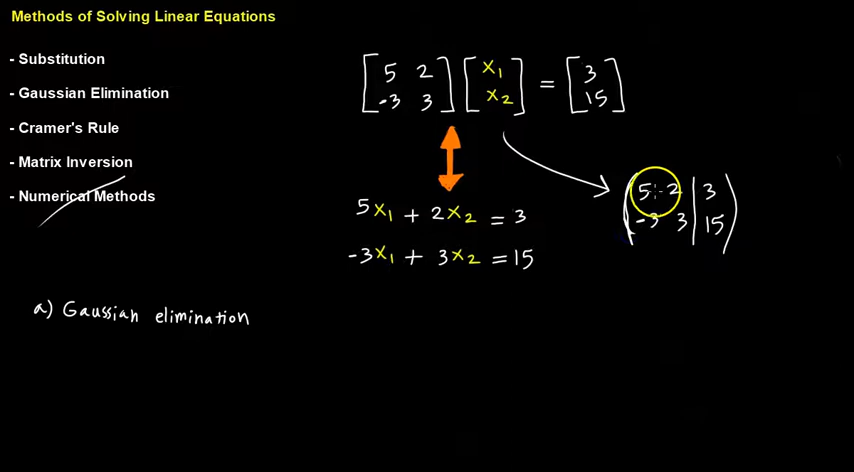 Methods of Solving Linear Equations
- Substitution
- Gaussian Elimination
- Cramer's Rule
- Matrix Inversion
- Numerical Methods
[5 2 [x₁ = [3
-3 3] x₂] 15]
5x₁ + 2x₂ = 3
-3x₁ + 3x₂ = 15
(5 2 | 3
-3 3 | 15)
a) Gaussian elimination